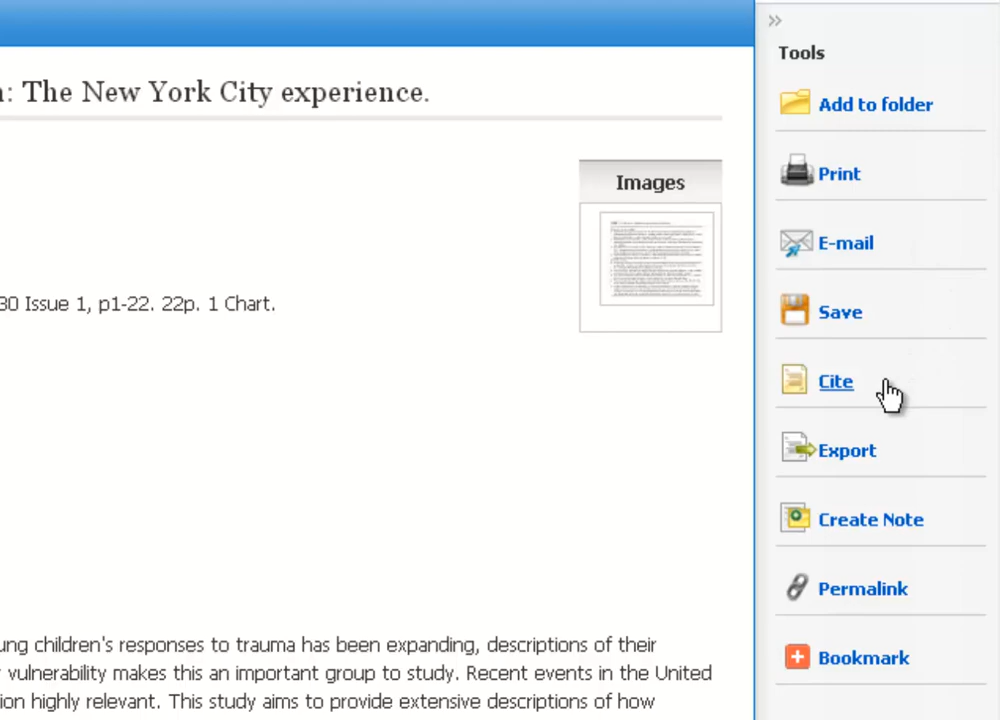 »
Tools
: The New York City experience.
Add to folder
Images
Print
E-mail
30 Issue 1, p1-22. 22p. 1 Chart.
Save
Cite
Export
Create Note
Permalink
ung children's responses to trauma has been expanding, descriptions of their
vulnerability makes this an important group to study. Recent events in the United
Bookmark
ion highly relevant. This study aims to provide extensive descriptions of how